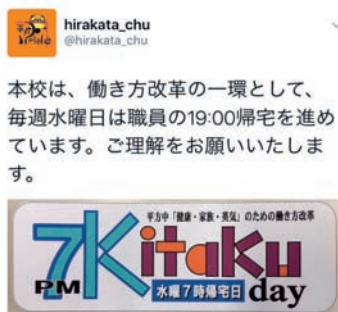 hirakata_chu
@hirakata_chu
本校は、働き方改革の一環として、
毎週水曜日は職員の19:00帰宅を進め
ています。ご理解をお願いいたしま
す。
平方中「健康・家族・英気」のための働き方改革
7Kitaku
PM
水曜7時帰宅日 day